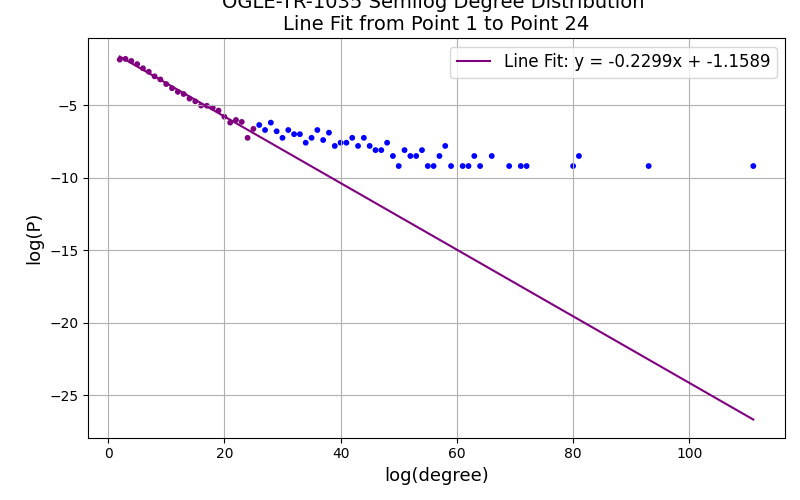 OGLE-TR-1035 Semilog Degree Distribution
Line Fit from Point 1 to Point 24
Line Fit: y = -0.2299x + -1.1589
−5
−10
−15
−20
−25
log(P)
0 20 40 60 80 100
log(degree)